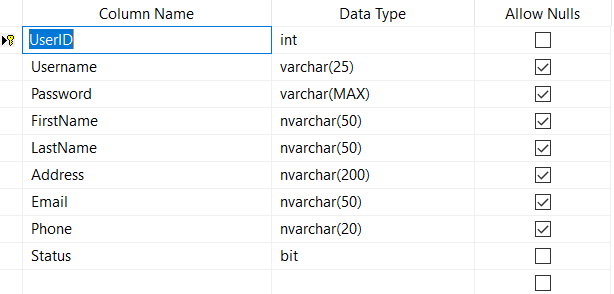 Column Name Data Type Allow Nulls
UserID int
Username varchar(25)
Password varchar(MAX)
FirstName nvarchar(50)
LastName nvarchar(50)
Address nvarchar(200)
Email nvarchar(50)
Phone nvarchar(20)
Status bit